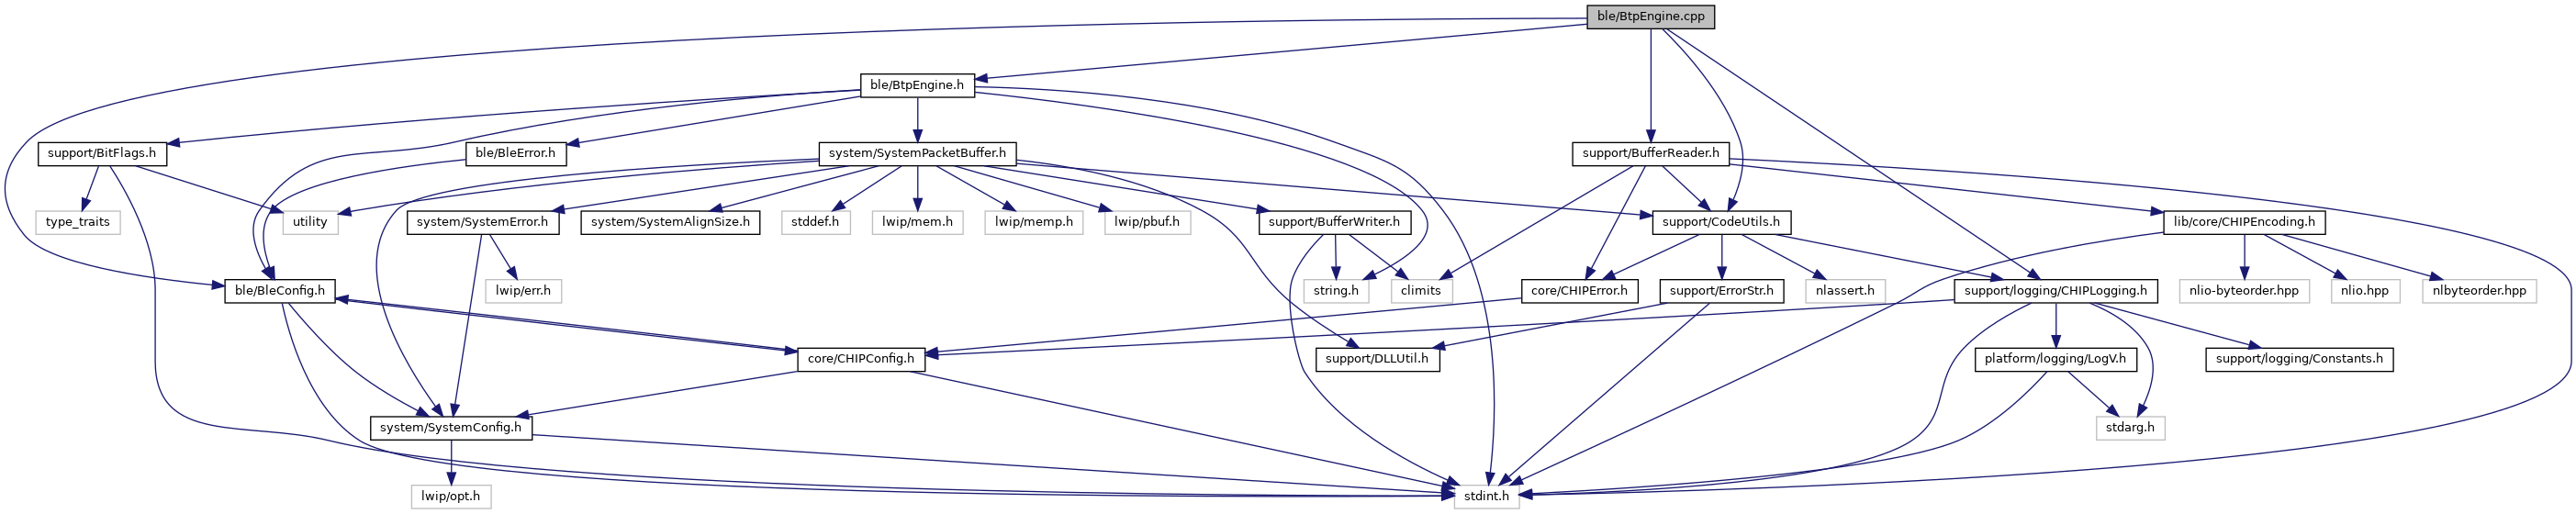 ble/BtpEngine.cpp
ble/BtpEngine.h
support/BitFlags.h
ble/BleError.h
system/SystemPacketBuffer.h
support/BufferReader.h
type_traits
utility
system/SystemError.h
system/SystemAlignSize.h
stddef.h
lwip/mem.h
lwip/memp.h
lwip/pbuf.h
support/BufferWriter.h
support/CodeUtils.h
lib/core/CHIPEncoding.h
ble/BleConfig.h
lwip/err.h
string.h
climits
core/CHIPError.h
support/ErrorStr.h
nlassert.h
support/logging/CHIPLogging.h
nlio-byteorder.hpp
nlio.hpp
nlbyteorder.hpp
core/CHIPConfig.h
support/DLLUtil.h
platform/logging/LogV.h
support/logging/Constants.h
system/SystemConfig.h
stdarg.h
lwip/opt.h
stdint.h